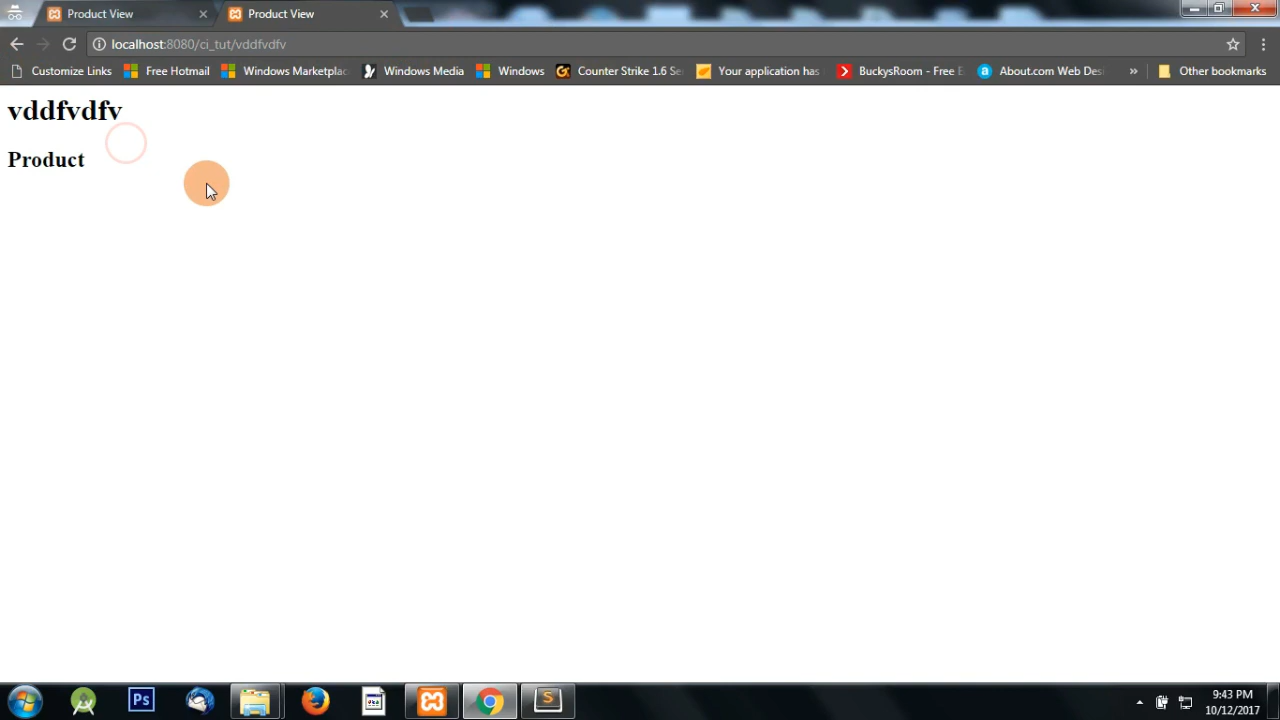 Product View
Product View
localhost:8080/ci_tut/vddfvdfv
Customize Links Free Hotmail Windows Marketplac Windows Media Windows Counter Strike 1.6 Se Your application has BuckysRoom - Free E About.com Web Desi » Other bookmarks
vddfvdfv
Product
Ps
S
9:43 PM
10/12/2017